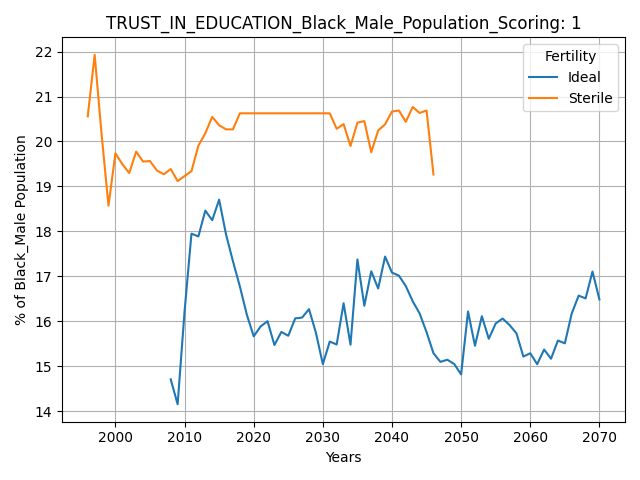 TRUST_IN_EDUCATION_Black_Male_Population_Scoring: 1
Fertility
Ideal
Sterile
% of Black_Male Population
22
21
20
19
18
17
16
15
14
2000
2010
2020
2030
2040
2050
2060
2070
Years